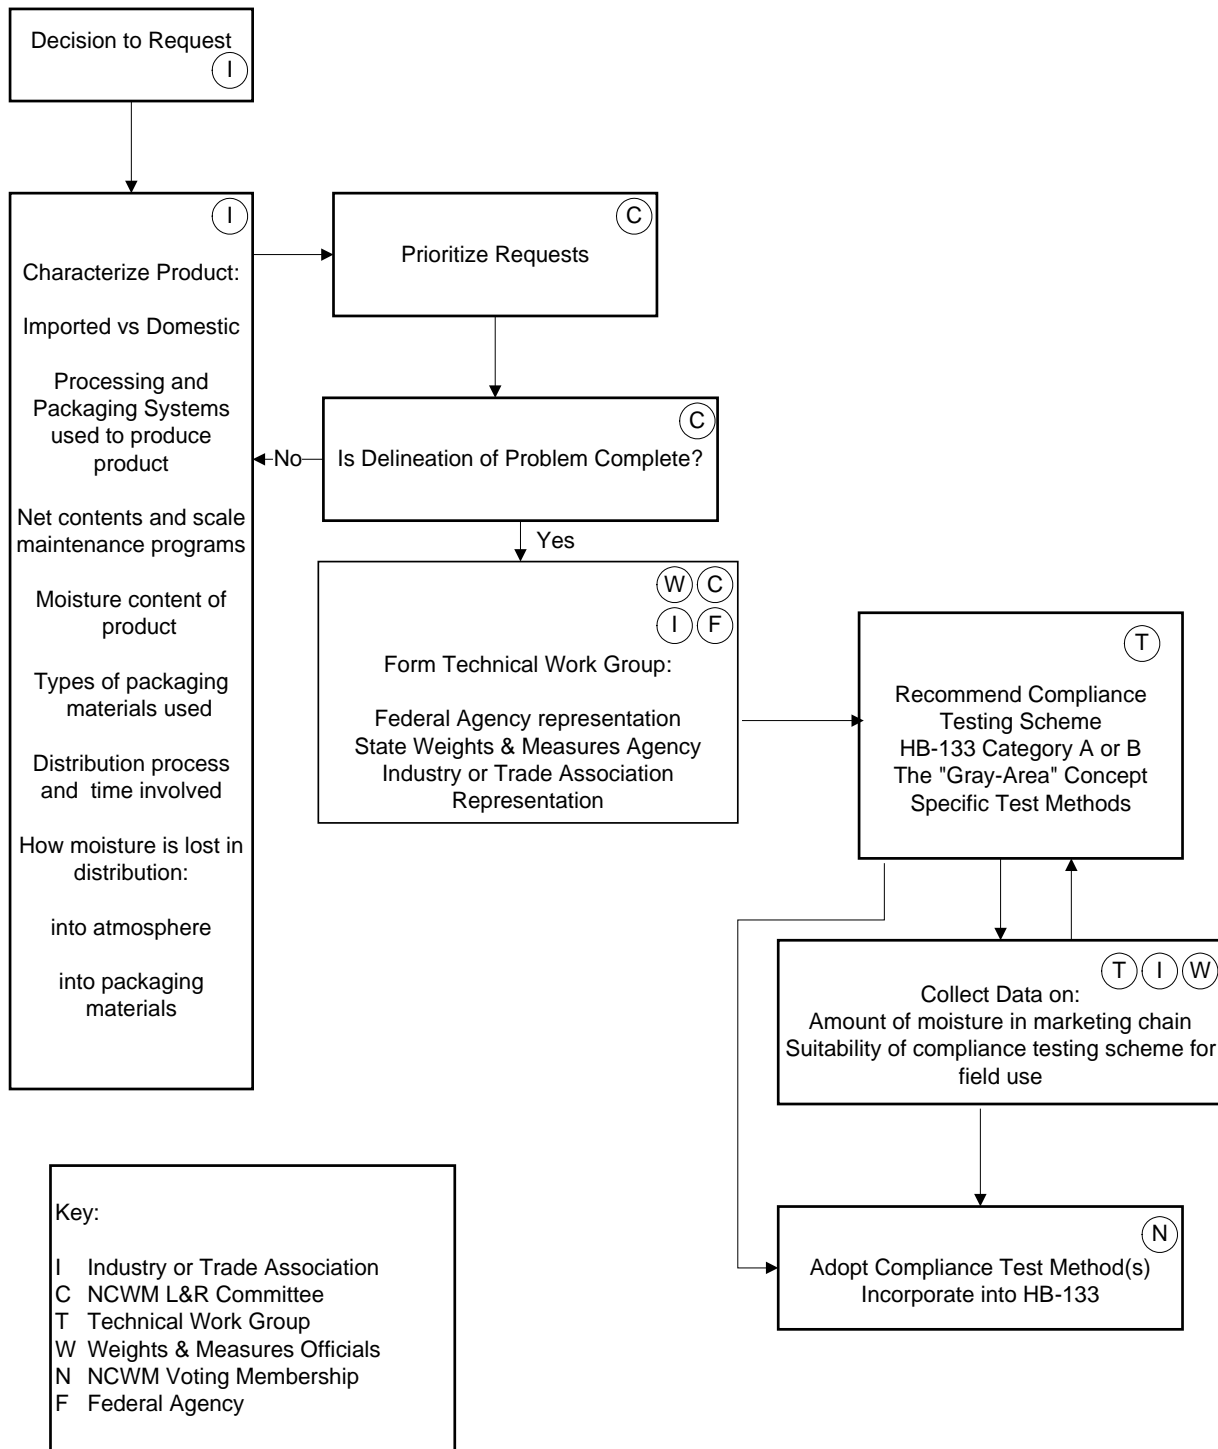 Decision to Request
I
I
Characterize Product:
Imported vs Domestic
Processing and
Packaging Systems
used to produce
product
Net contents and scale
maintenance programs
Moisture content of
product
Types of packaging
materials used
Distribution process
and time involved
How moisture is lost in
distribution:
into atmosphere
into packaging
materials
C
Prioritize Requests
C
Is Delineation of Problem Complete?
No
Yes
W C
I F
Form Technical Work Group:
Federal Agency representation
State Weights & Measures Agency
Industry or Trade Association
Representation
T
Recommend Compliance
Testing Scheme
HB-133 Category A or B
The "Gray-Area" Concept
Specific Test Methods
T I W
Collect Data on:
Amount of moisture in marketing chain
Suitability of compliance testing scheme for
field use
N
Adopt Compliance Test Method(s)
Incorporate into HB-133
Key:
I Industry or Trade Association
C NCWM L&R Committee
T Technical Work Group
W Weights & Measures Officials
N NCWM Voting Membership
F Federal Agency